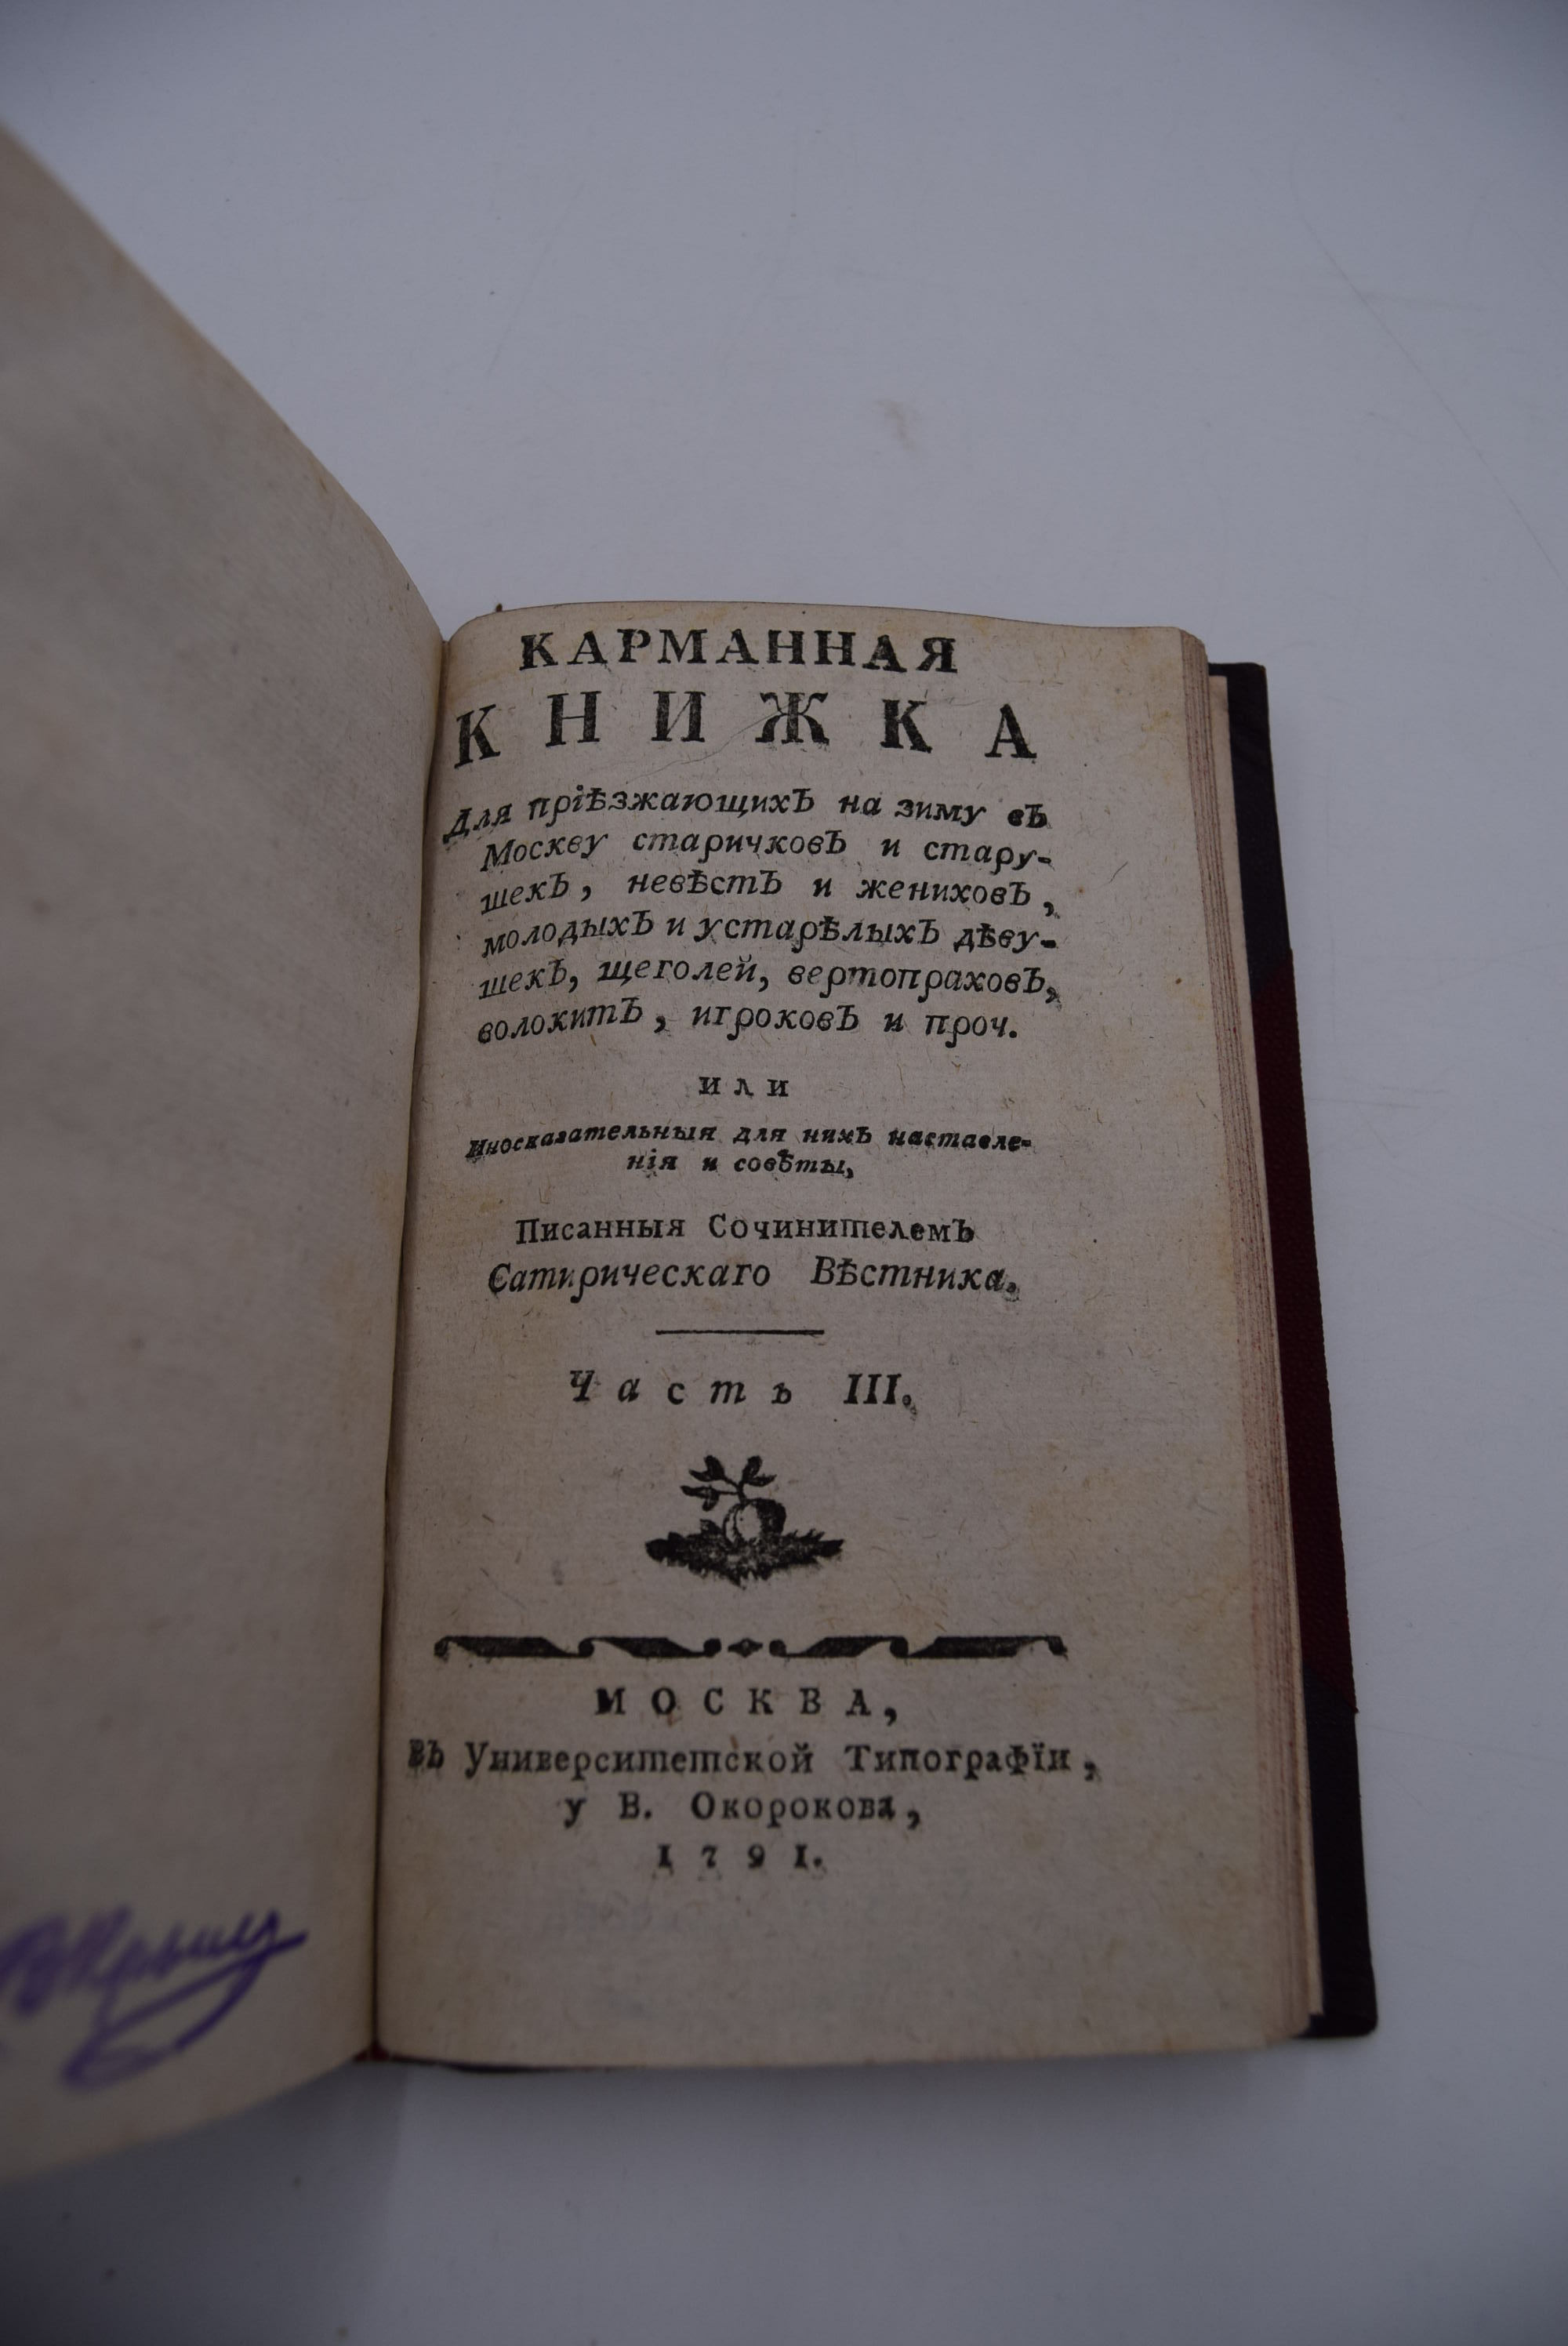 КАРМАННАЯ
КНИЖКА
Для пріѣзжающихъ на зиму въ
Москву старичковъ и стару-
шекъ, невѣстъ и жениховъ,
молодыхъ и устарѣлыхъ дѣву-
шекъ, щеголей, вертопраховъ,
волокитъ, игроковъ и проч.
или
Иносказательныя для нихъ наставле-
нія и совѣты,
Писанныя Сочинителемъ
Сатирическаго Вѣстника.
Часть III.
МОСКВА,
въ Университетской Типографїи,
у В. Окорокова,
1791.